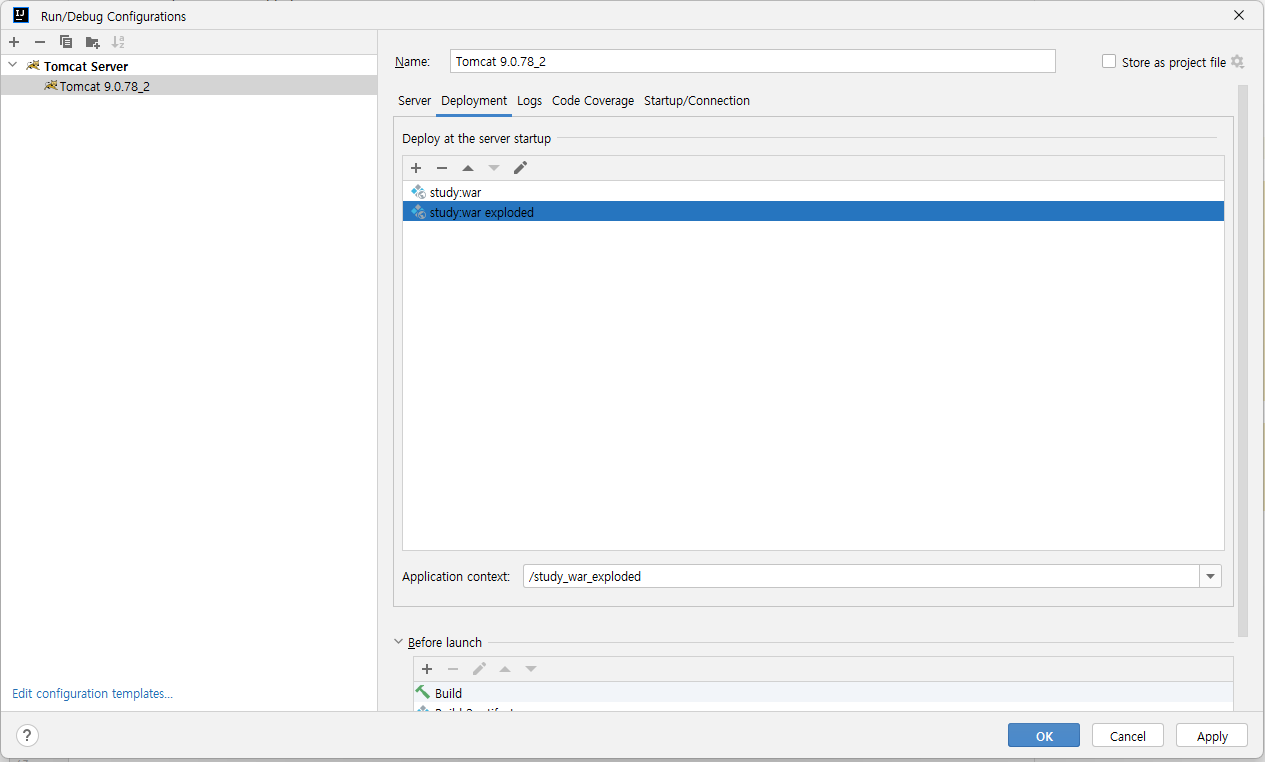 Run/Debug Configurations
Tomcat Server
Tomcat 9.0.78_2
Edit configuration templates...
Name: Tomcat 9.0.78_2 Store as project file
Server Deployment Logs Code Coverage Startup/Connection
Deploy at the server startup
study:war
study:war exploded
Application context: /study_war_exploded
Before launch
Build
? OK Cancel Apply